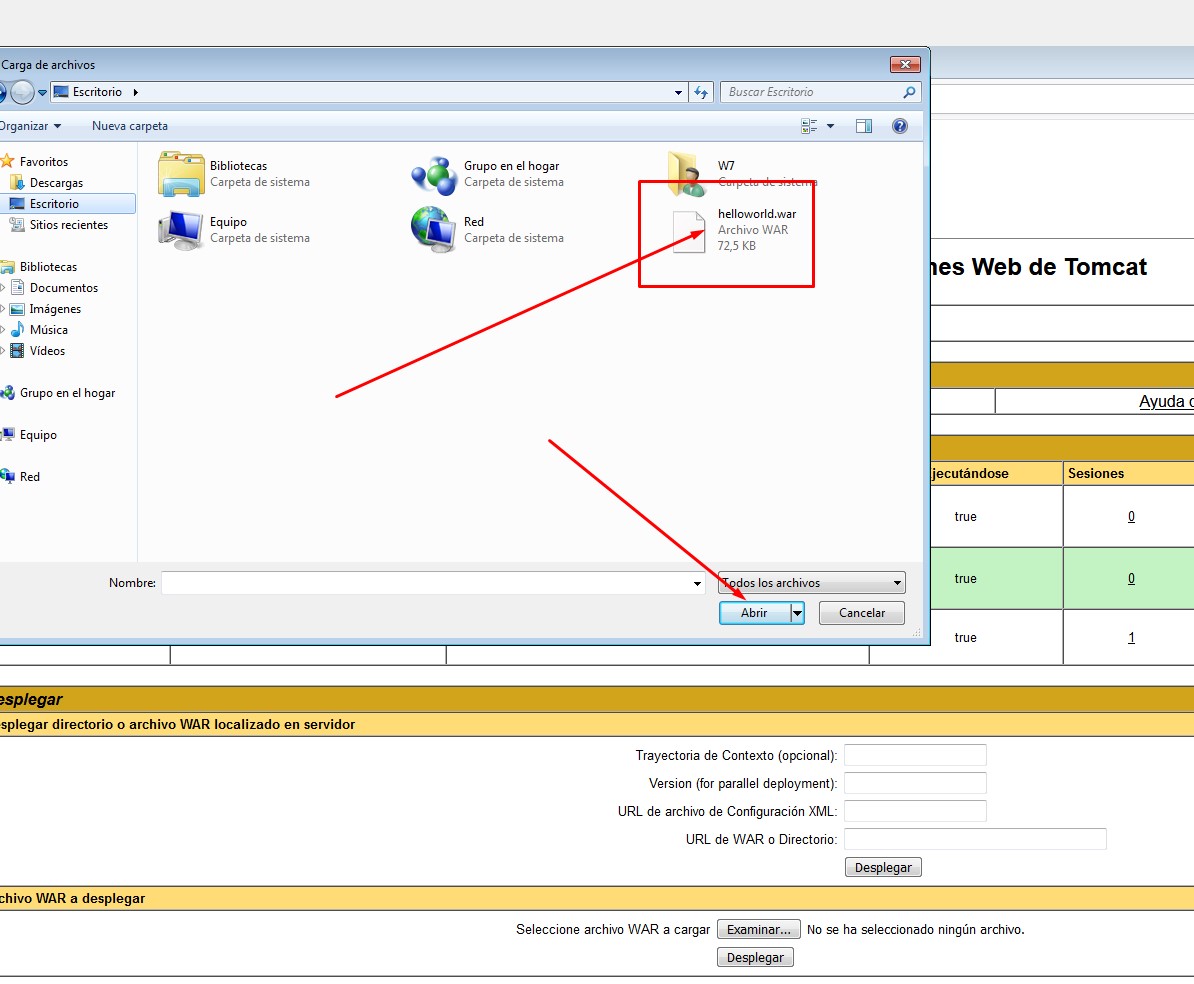 Carga de archivos
Escritorio
Buscar Escritorio
Organizar
Nueva carpeta
Favoritos
Descargas
Escritorio
Sitios recientes
Bibliotecas
Documentos
Imágenes
Música
Vídeos
Grupo en el hogar
Equipo
Red
Bibliotecas
Carpeta de sistema
Grupo en el hogar
Carpeta de sistema
W7
Carpeta de sistema
Equipo
Carpeta de sistema
Red
Carpeta de sistema
helloworld.war
Archivo WAR
72,5 KB
Nombre:
Todos los archivos
Abrir
Cancelar
nes Web de Tomcat
Ayuda
jecutándose
Sesiones
true
0
true
0
true
1
esplegar
splegar directorio o archivo WAR localizado en servidor
Trayectoria de Contexto (opcional):
Version (for parallel deployment):
URL de archivo de Configuración XML:
URL de WAR o Directorio:
Desplegar
chivo WAR a desplegar
Seleccione archivo WAR a cargar
Examinar...
No se ha seleccionado ningún archivo.
Desplegar